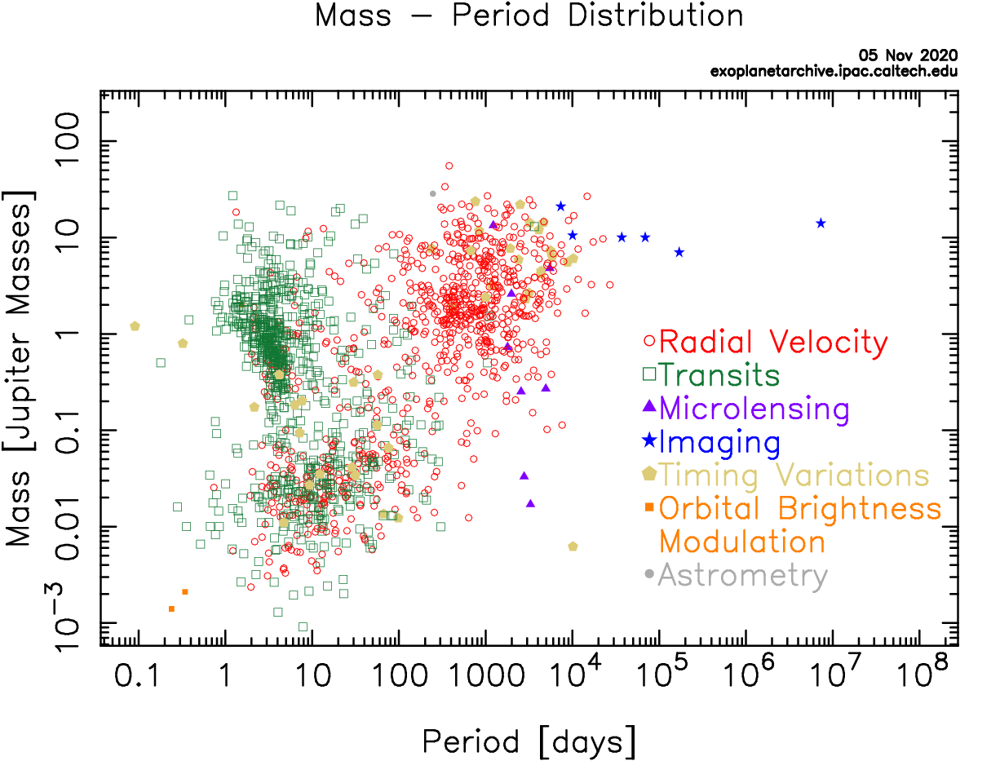 Mass − Period Distribution
05 Nov 2020
exoplanetarchive.ipac.caltech.edu
Mass [Jupiter Masses]
100
10
1
0.1
0.01
10⁻³
Radial Velocity
Transits
Microlensing
Imaging
Timing Variations
Orbital Brightness
Modulation
Astrometry
0.1 1 10 100 1000 10⁴ 10⁵ 10⁶ 10⁷ 10⁸
Period [days]